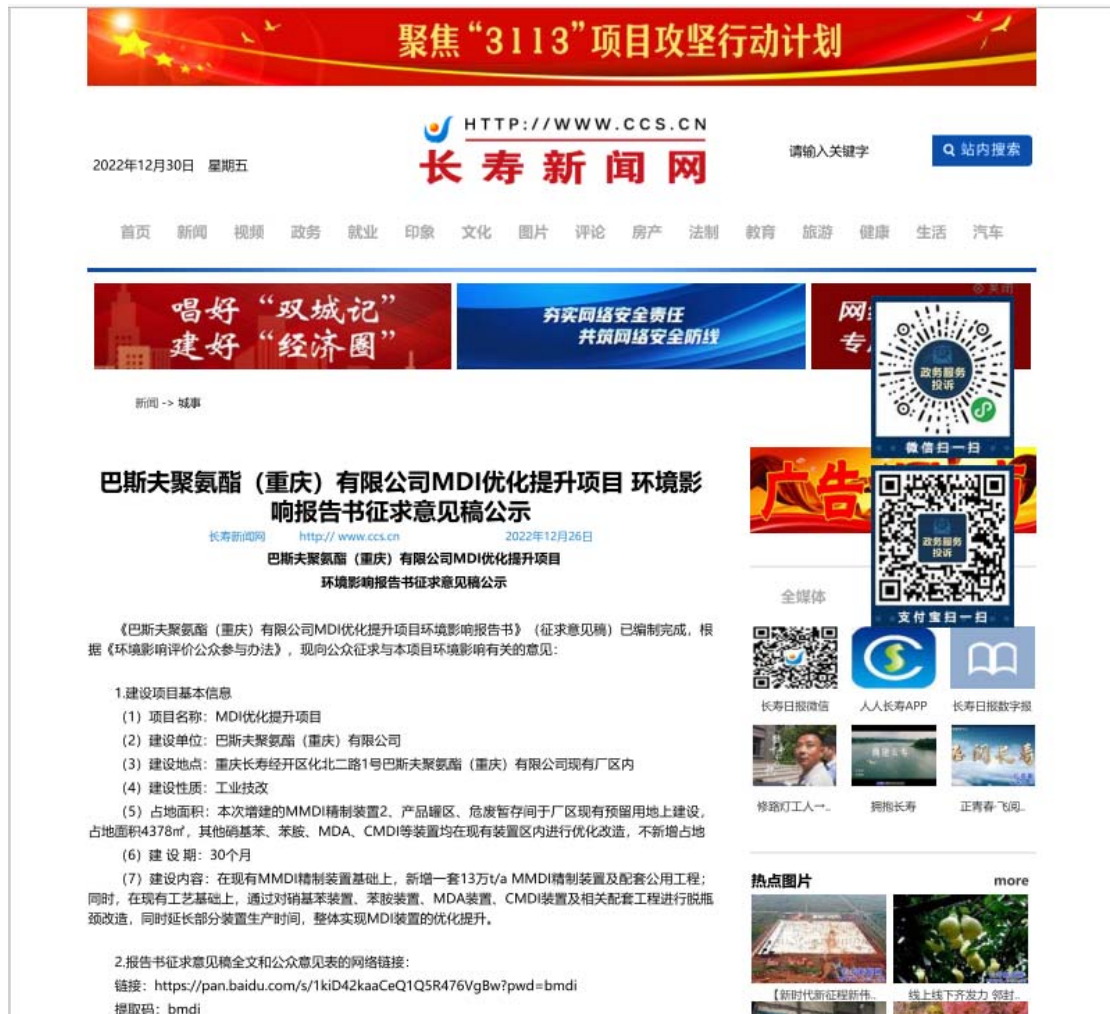 聚焦“3113”项目攻坚行动计划
2022年12月30日 星期五
HTTP://WWW.CCS.CN
长寿新闻网
请输入关键字
站内搜索
首页 新闻 视频 政务 就业 印象 文化 图片 评论 房产 法制 教育 旅游 健康 生活 汽车
唱好“双城记”
建好“经济圈”
夯实网络安全责任
共筑网络安全防线
网
专
关闭
政务服务
投诉
微信扫一扫
新闻 -> 城事
广告
政务服务
投诉
支付宝扫一扫
巴斯夫聚氨酯（重庆）有限公司MDI优化提升项目 环境影
响报告书征求意见稿公示
长寿新闻网 http:// www.ccs.cn 2022年12月26日
巴斯夫聚氨酯（重庆）有限公司MDI优化提升项目
环境影响报告书征求意见稿公示
《巴斯夫聚氨酯（重庆）有限公司MDI优化提升项目环境影响报告书》（征求意见稿）已编制完成，根
据《环境影响评价公众参与办法》，现向公众征求与本项目环境影响有关的意见：
1.建设项目基本信息
（1）项目名称：MDI优化提升项目
（2）建设单位：巴斯夫聚氨酯（重庆）有限公司
（3）建设地点：重庆长寿经开区化北二路1号巴斯夫聚氨酯（重庆）有限公司现有厂区内
（4）建设性质：工业技改
（5）占地面积：本次增建的MMDI精制装置2、产品罐区、危废暂存间于厂区现有预留用地上建设，
占地面积4378㎡，其他硝基苯、苯胺、MDA、CMDI等装置均在现有装置区内进行优化改造，不新增占地
（6）建 设 期：30个月
（7）建设内容：在现有MMDI精制装置基础上，新增一套13万t/a MMDI精制装置及配套公用工程；
同时，在现有工艺基础上，通过对硝基苯装置、苯胺装置、MDA装置、CMDI装置及相关配套工程进行脱瓶
颈改造，同时延长部分装置生产时间，整体实现MDI装置的优化提升。
2.报告书征求意见稿全文和公众意见表的网络链接：
链接：https://pan.baidu.com/s/1kiD42kaaCeQ1Q5R476VgBw?pwd=bmdi
提取码：bmdi
全媒体
长寿日报微信 人人长寿APP 长寿日报数字报
修路灯工人一.. 拥抱长寿 正青春·飞阅..
热点图片 more
【新时代新征程新伟.. 线上线下齐发力 邻封..